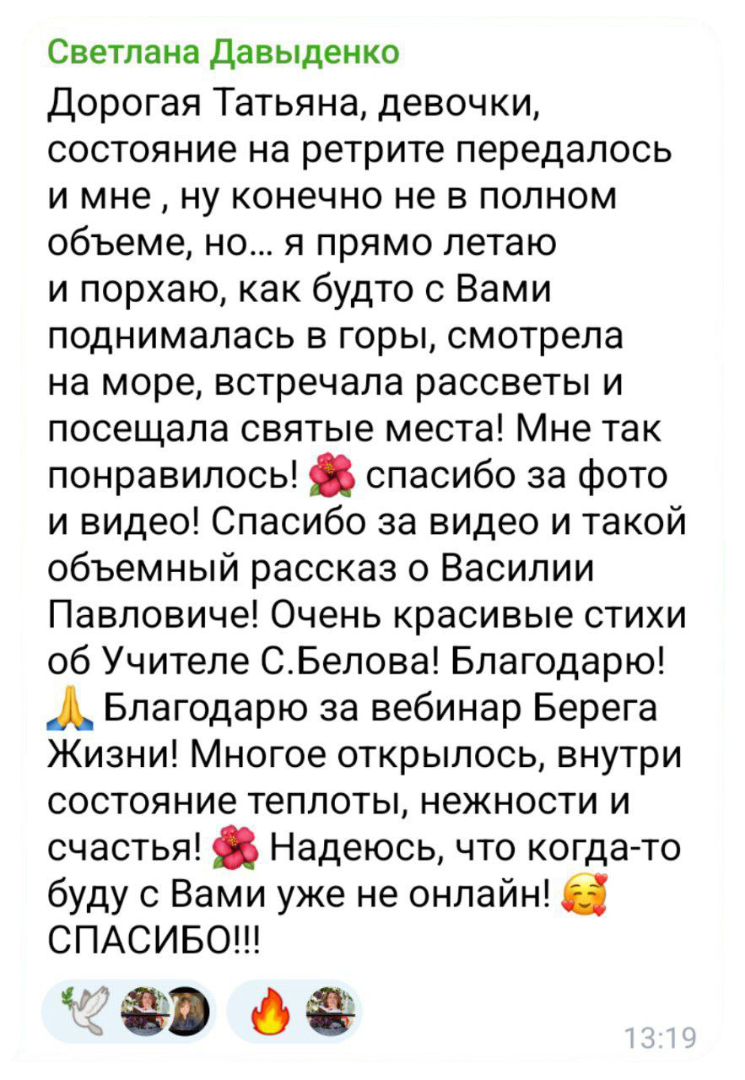 Светлана Давыденко
Дорогая Татьяна, девочки,
состояние на ретрите передалось
и мне , ну конечно не в полном
объеме, но... я прямо летаю
и порхаю, как будто с Вами
поднималась в горы, смотрела
на море, встречала рассветы и
посещала святые места! Мне так
понравилось! 🌺 спасибо за фото
и видео! Спасибо за видео и такой
объемный рассказ о Василии
Павловиче! Очень красивые стихи
об Учителе С.Белова! Благодарю!
🙏 Благодарю за вебинар Берега
Жизни! Многое открылось, внутри
состояние теплоты, нежности и
счастья! 🌺 Надеюсь, что когда-то
буду с Вами уже не онлайн! 🥰
СПАСИБО!!!
13:19